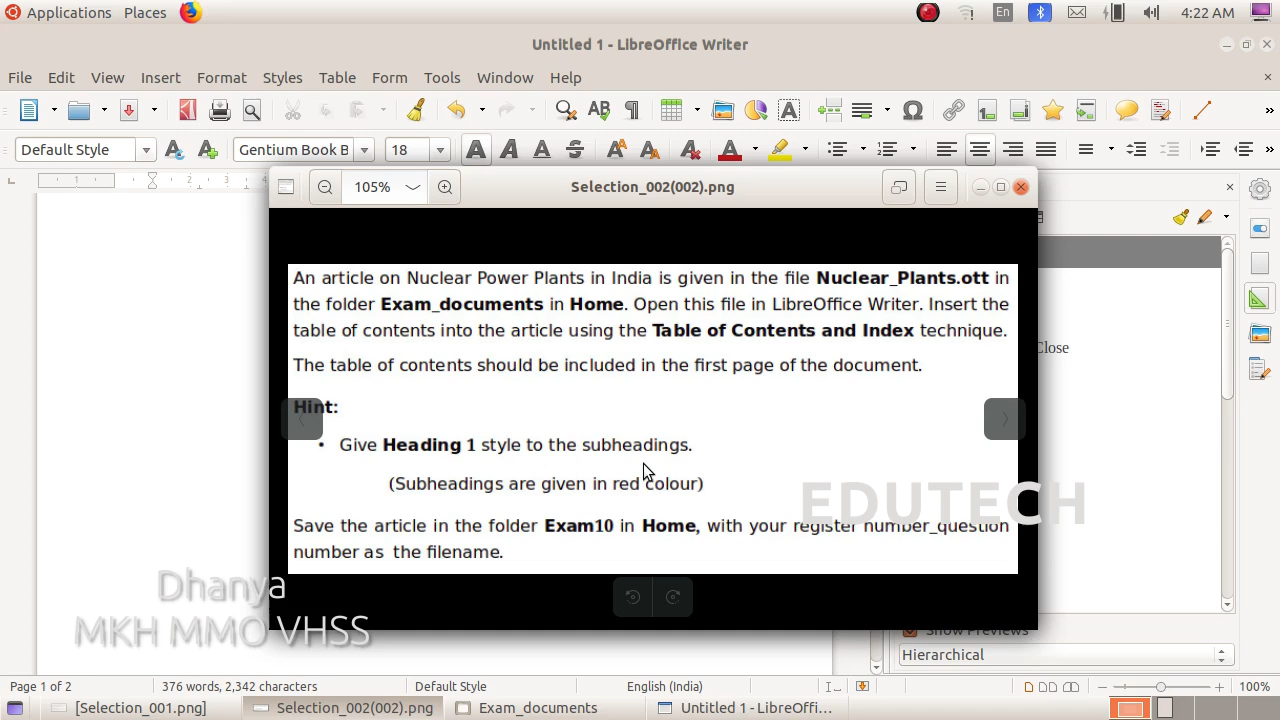 Applications Places En 4:22 AM
Untitled 1 - LibreOffice Writer
File Edit View Insert Format Styles Table Form Tools Window Help
Default Style Gentium Book B 18
105% Selection_002(002).png
An article on Nuclear Power Plants in India is given in the file Nuclear_Plants.ott in
the folder Exam_documents in Home. Open this file in LibreOffice Writer. Insert the
table of contents into the article using the Table of Contents and Index technique.
Close
The table of contents should be included in the first page of the document.
Hint:
• Give Heading 1 style to the subheadings.
(Subheadings are given in red colour)
EDUTECH
Save the article in the folder Exam10 in Home, with your register number_question
number as the filename.
Dhanya
MKH MMO VHSS
Show Previews
Hierarchical
Page 1 of 2 376 words, 2,342 characters Default Style English (India) 100%
[Selection_001.png] Selection_002(002).png Exam_documents Untitled 1 - LibreOffi...